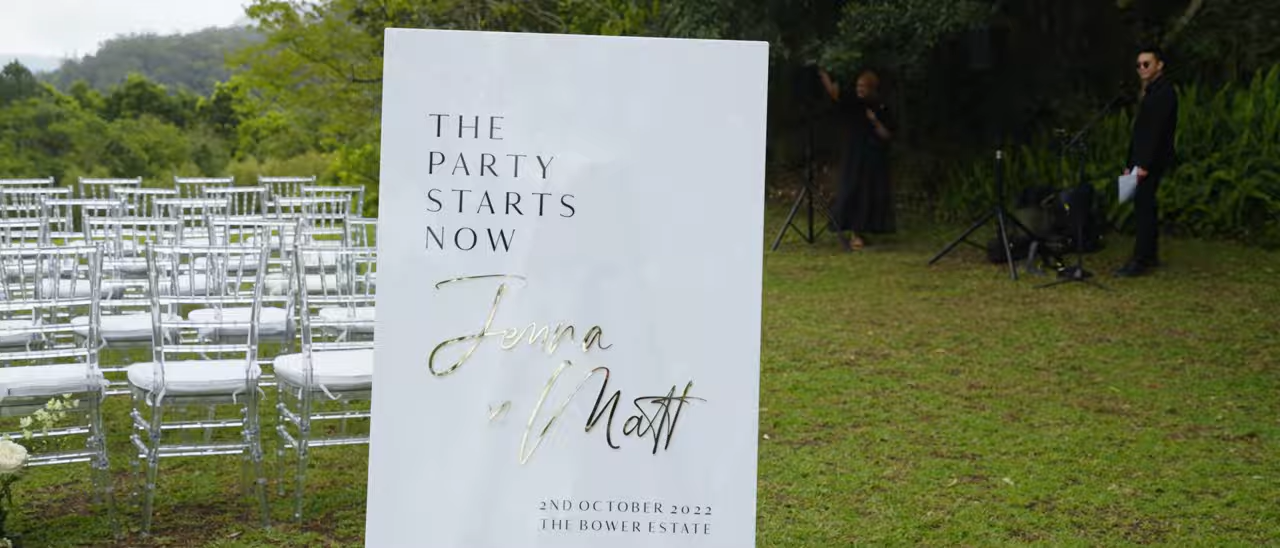 THE
PARTY
STARTS
NOW
Jenna
n Matt
2ND OCTOBER 2022
THE BOWER ESTATE